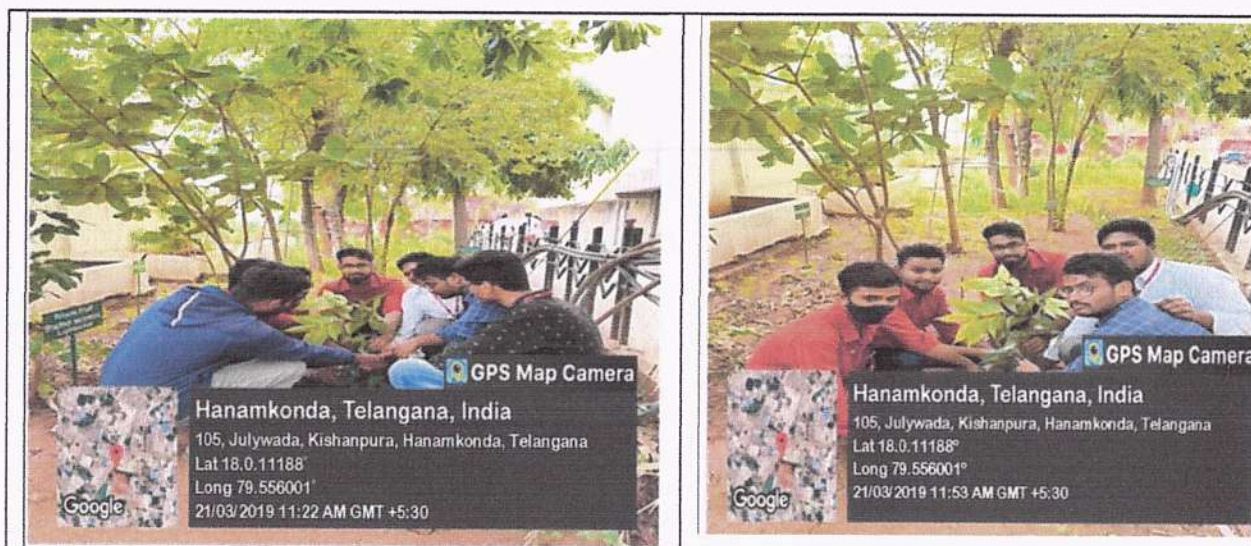 GPS Map Camera
Hanamkonda, Telangana, India
105, Julywada, Kishanpura, Hanamkonda, Telangana
Lat 18.0.11188°
Long 79.556001°
21/03/2019 11:22 AM GMT +5:30
Google
GPS Map Camera
Hanamkonda, Telangana, India
105, Julywada, Kishanpura, Hanamkonda, Telangana
Lat 18.0.11188°
Long 79.556001°
21/03/2019 11:53 AM GMT +5:30
Google